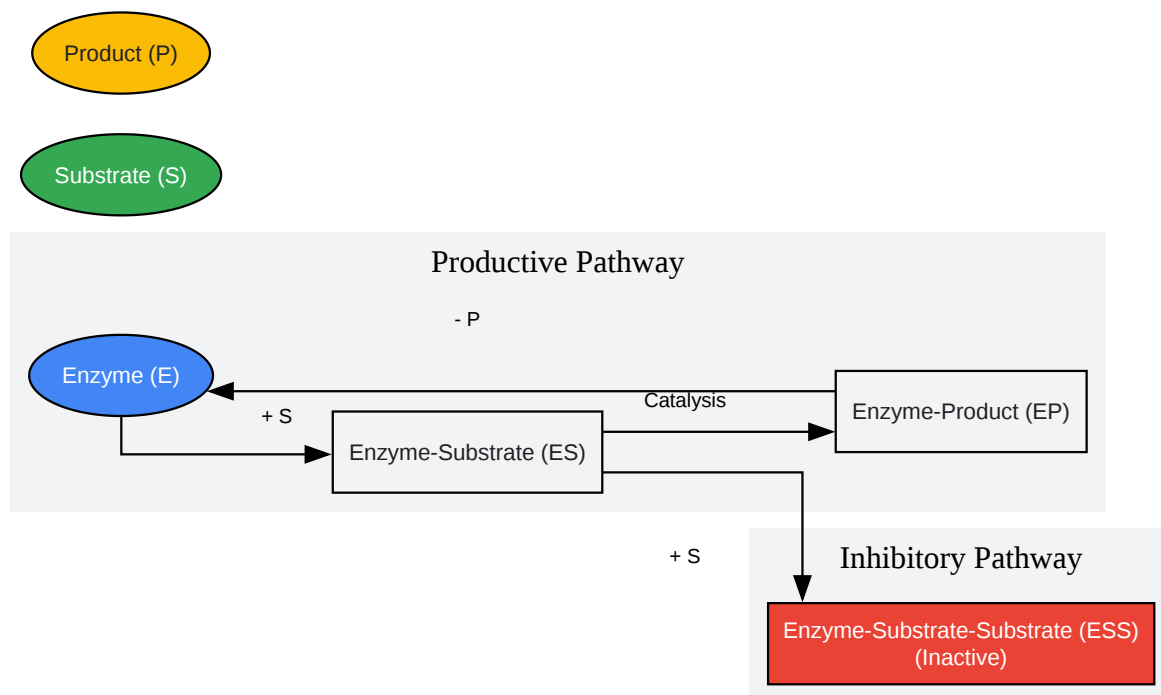 Product (P)
Substrate (S)
Productive Pathway
- P
Enzyme (E)
+ S
Catalysis
Enzyme-Product (EP)
Enzyme-Substrate (ES)
+ S
Inhibitory Pathway
Enzyme-Substrate-Substrate (ESS)
(Inactive)